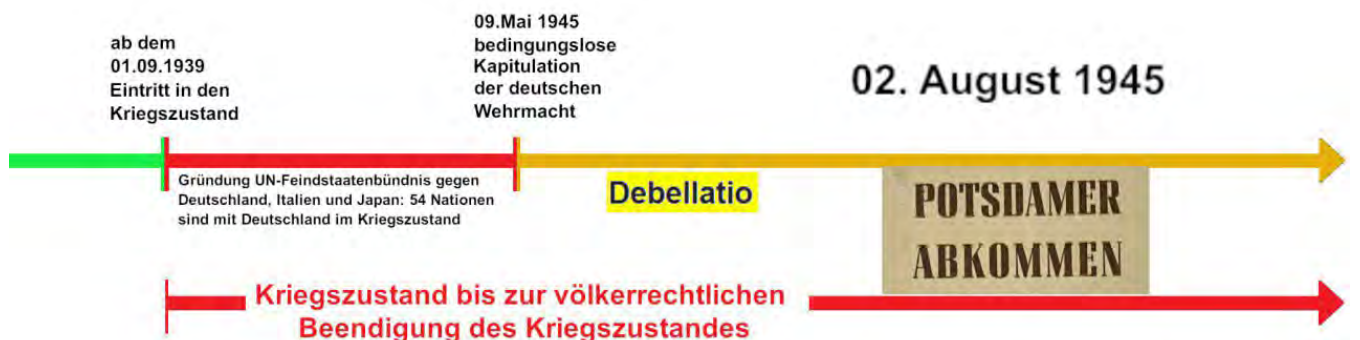 ab dem
01.09.1939
Eintritt in den
Kriegszustand
09.Mai 1945
bedingungslose
Kapitulation
der deutschen
Wehrmacht
02. August 1945
Gründung UN-Feindstaatenbündnis gegen
Deutschland, Italien und Japan: 54 Nationen
sind mit Deutschland im Kriegszustand
Debellatio
POTSDAMER
ABKOMMEN
Kriegszustand bis zur völkerrechtlichen
Beendigung des Kriegszustandes